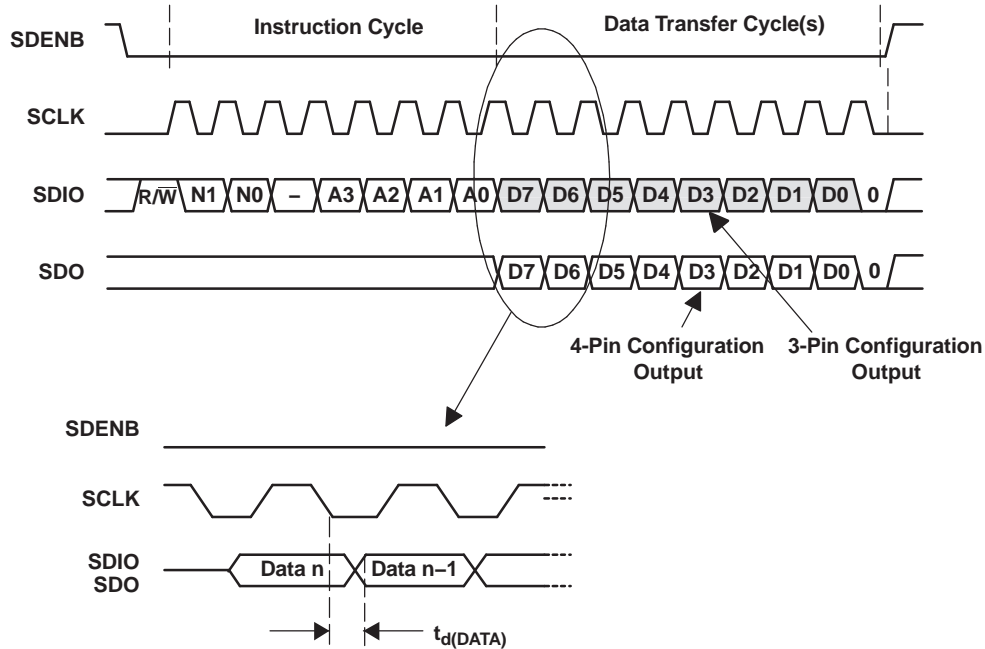 Instruction Cycle Data Transfer Cycle(s)
SDENB
SCLK
SDIO R/W̅ N1 N0 – A3 A2 A1 A0 D7 D6 D5 D4 D3 D2 D1 D0 0
SDO D7 D6 D5 D4 D3 D2 D1 D0 0
4-Pin Configuration 3-Pin Configuration
Output Output
SDENB
SCLK
SDIO Data n Data n–1
SDO
td(DATA)